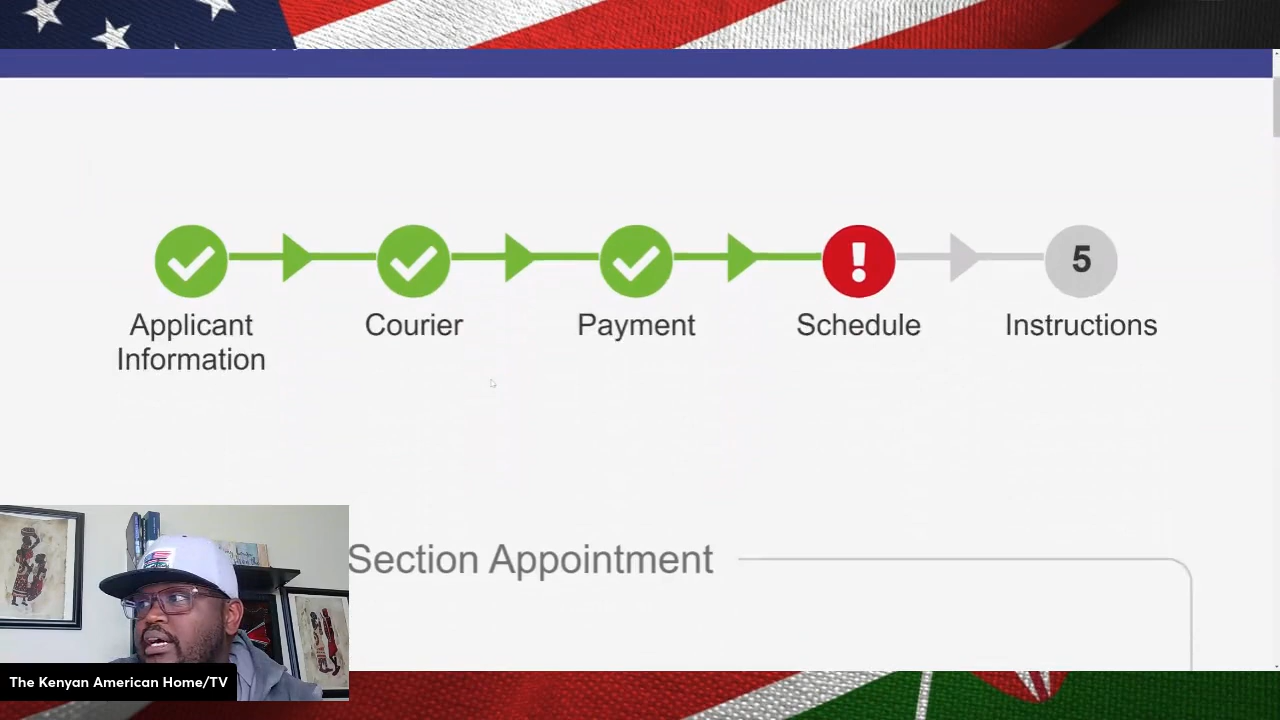 5
Applicant
Information
Courier
Payment
Schedule
Instructions
Section Appointment
The Kenyan American Home/TV